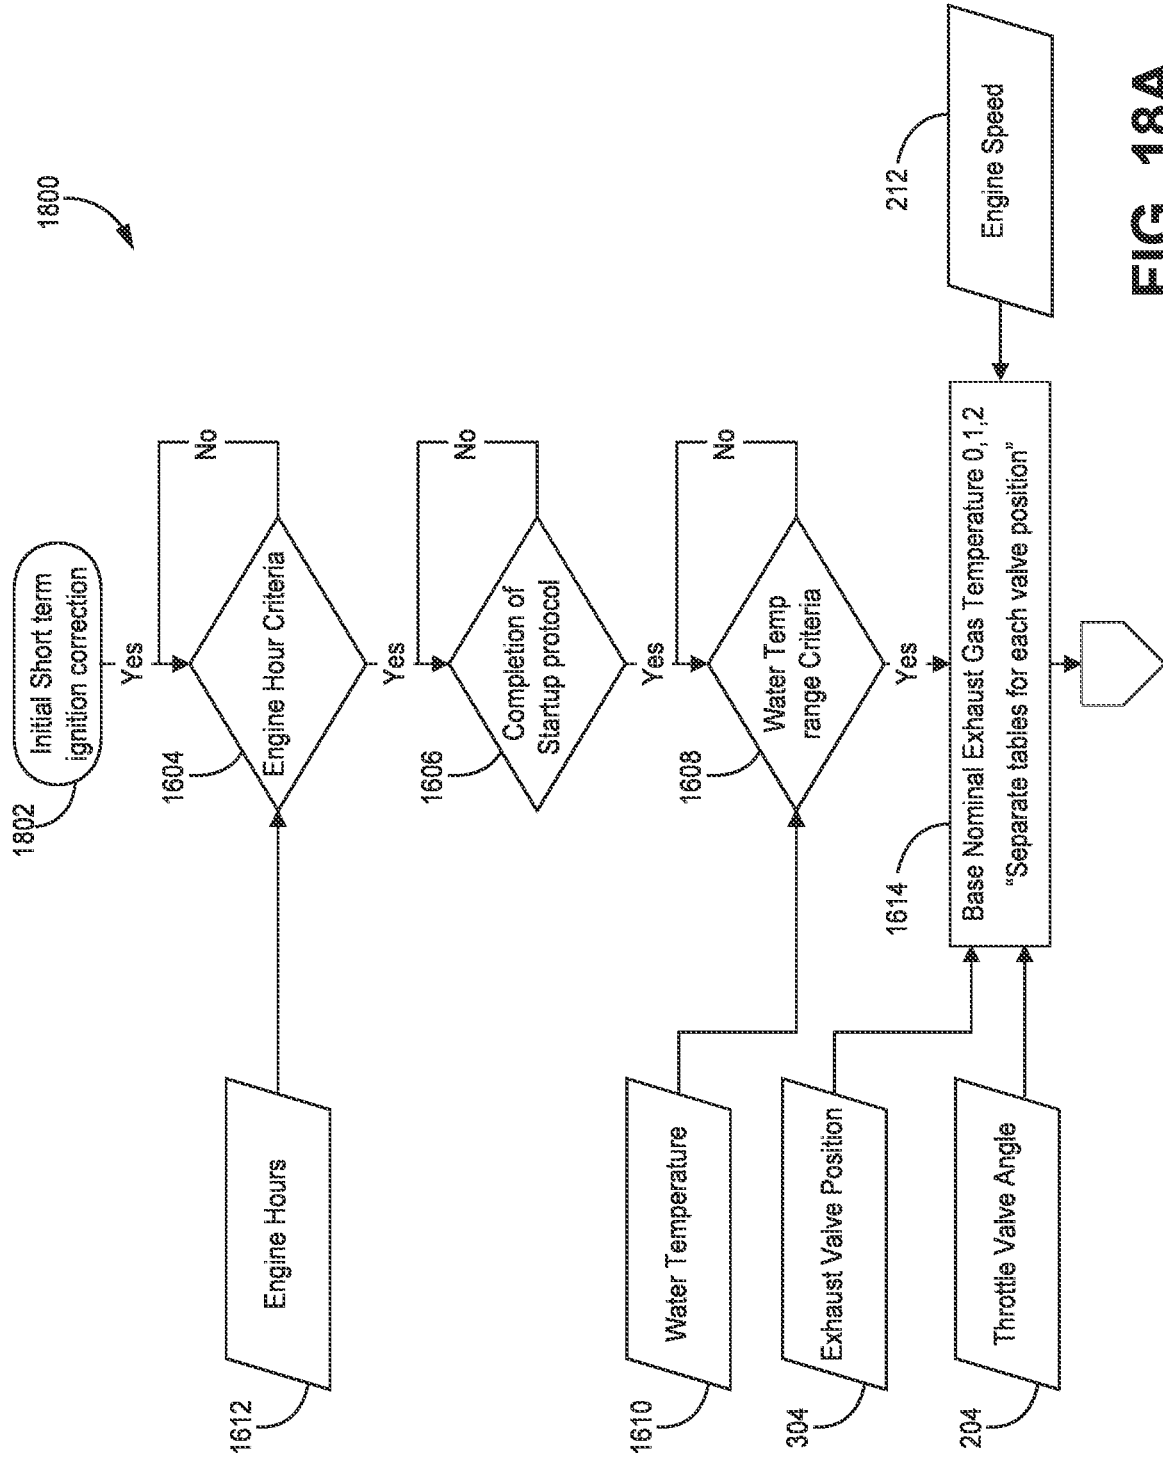 1800
Initial Short term
ignition correction
1802
Yes
Engine Hours
1612
Engine Hour Criteria
1604
No
Yes
Completion of
Startup protocol
1606
No
Yes
Water Temperature
1610
Water Temp
range Criteria
1608
No
Yes
Exhaust Valve Position
304
Throttle Valve Angle
204
Base Nominal Exhaust Gas Temperature 0,1,2
"Separate tables for each valve position"
1614
Engine Speed
212
FIG. 18A